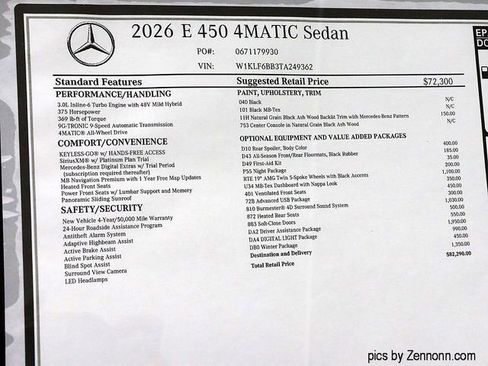 2026 E 450 4MATIC Sedan
PO#: 0671179930
VIN: W1KLF6BB3TA249362
EP
DO
Standard Features
Suggested Retail Price $72,300
PERFORMANCE/HANDLING
3.0L Inline-6 Turbo Engine with 48V Mild Hybrid
375 Horsepower
369 lb-ft of Torque
9G-TRONIC 9-Speed Automatic Transmission
4MATIC® All-Wheel Drive
COMFORT/CONVENIENCE
KEYLESS-GO® w/ HANDS-FREE ACCESS
SiriusXM® w/ Platinum Plan Trial
Mercedes-Benz Digital Extras w/ Trial Period
(subscription required thereafter)
MB Navigation Premium with 1 Year Free Map Updates
Heated Front Seats
Power Front Seats w/ Lumbar Support and Memory
Panoramic Sliding Sunroof
SAFETY/SECURITY
New Vehicle 4-Year/50,000 Mile Warranty
24-Hour Roadside Assistance Program
Antitheft Alarm System
Adaptive Highbeam Assist
Active Brake Assist
Active Parking Assist
Blind Spot Assist
Surround View Camera
LED Headlamps
PAINT, UPHOLSTERY, TRIM
040 Black N/C
101 Black MB-Tex N/C
11H Natural Grain Black Ash Wood Backlit Trim with Mercedes-Benz Pattern 150.00
753 Center Console in Natural Grain Black Ash Wood N/C
OPTIONAL EQUIPMENT AND VALUE ADDED PACKAGES
D10 Rear Spoiler, Body Color 400.00
D43 All-Season Front/Rear Floormats, Black Rubber 195.00
D49 First-Aid Kit 35.00
P55 Night Package 200.00
RTE 19" AMG Twin 5-Spoke Wheels with Black Accents 1,100.00
U34 MB-Tex Dashboard with Nappa Look 350.00
401 Ventilated Front Seats 450.00
72B Advanced USB Package 300.00
810 Burmester® 4D Surround Sound System 1,030.00
872 Heated Rear Seats 500.00
883 Soft-Close Doors 550.00
DA2 Driver Assistance Package 1,950.00
DA4 DIGITAL LIGHT Package 990.00
DB0 Winter Package 450.00
Destination and Delivery 1,350.00
Total Retail Price $82,290.00
pics by Zennonn.com